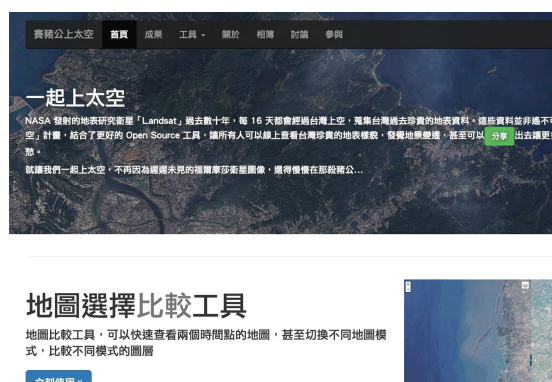 賽豬公上太空 首頁 成果 工具 關於 相簿 討論 參與
一起上太空
NASA 發射的地表研究衛星「Landsat」過去數十年，每 16 天都會經過台灣上空，蒐集台灣過去珍貴的地表資料。這些資料並非遙不可
空」計畫，結合了更好的 Open Source 工具，讓所有人可以線上查看台灣珍貴的地表樣貌，發覺地景變遷，甚至可以 分享 出去讓更多
愁。
就讓我們一起上太空，不再因為遲遲未見的福爾摩莎衛星圖像，還得慢慢在那殺豬公...
地圖選擇比較工具
地圖比較工具，可以快速查看兩個時間點的地圖，甚至切換不同地圖模
式，比較不同模式的圖層
立刻使用 »